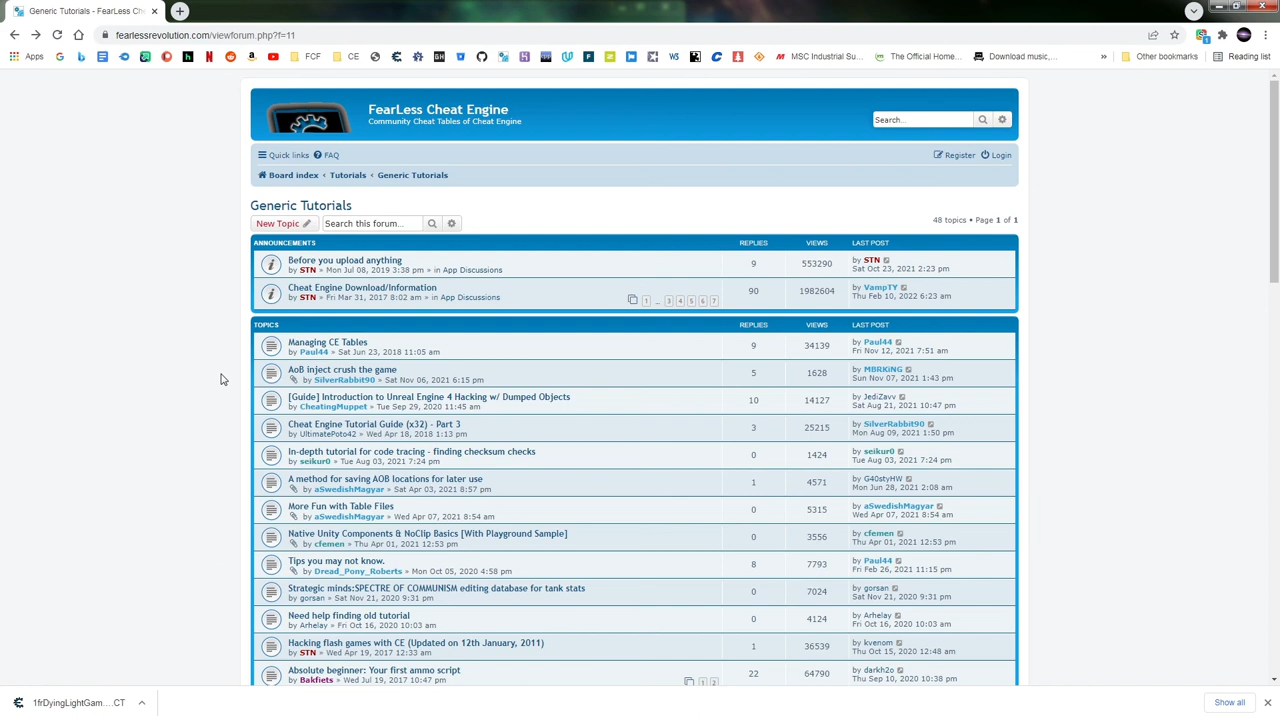 Generic Tutorials - FearLess Che
fearlessrevolution.com/viewforum.php?f=11
Apps FCF CE MSC Industrial Su... The Official Home... Download music,... » Other bookmarks Reading list
FearLess Cheat Engine
Community Cheat Tables of Cheat Engine
Search...
Quick links FAQ Register Login
Board index ‹ Tutorials ‹ Generic Tutorials
Generic Tutorials
New Topic Search this forum... 48 topics • Page 1 of 1
ANNOUNCEMENTS REPLIES VIEWS LAST POST
Before you upload anything 9 553290 by STN
by STN » Mon Jul 08, 2019 3:38 pm » in App Discussions Sat Oct 23, 2021 2:23 pm
Cheat Engine Download/Information 90 1982604 by VampTY
by STN » Fri Mar 31, 2017 8:02 am » in App Discussions 1 ... 3 4 5 6 7 Thu Feb 10, 2022 6:23 am
TOPICS REPLIES VIEWS LAST POST
Managing CE Tables 9 34139 by Paul44
by Paul44 » Sat Jun 23, 2018 11:05 am Fri Nov 12, 2021 7:51 am
AoB inject crush the game 5 1628 by MBRKiNG
by SilverRabbit90 » Sat Nov 06, 2021 6:15 pm Sun Nov 07, 2021 1:43 pm
[Guide] Introduction to Unreal Engine 4 Hacking w/ Dumped Objects 10 14127 by JediZavv
by CheatingMuppet » Tue Sep 29, 2020 11:45 am Sat Aug 21, 2021 10:47 pm
Cheat Engine Tutorial Guide (x32) - Part 3 3 25215 by SilverRabbit90
by UltimatePoto42 » Wed Apr 18, 2018 1:13 pm Mon Aug 09, 2021 1:50 pm
In-depth tutorial for code tracing - finding checksum checks 0 1424 by seikur0
by seikur0 » Tue Aug 03, 2021 7:24 pm Tue Aug 03, 2021 7:24 pm
A method for saving AOB locations for later use 1 4571 by G40styHW
by aSwedishMagyar » Sat Apr 03, 2021 8:57 pm Mon Jun 28, 2021 2:08 am
More Fun with Table Files 0 5315 by aSwedishMagyar
by aSwedishMagyar » Wed Apr 07, 2021 8:54 am Wed Apr 07, 2021 8:54 am
Native Unity Components & NoClip Basics [With Playground Sample] 0 3556 by cfemen
by cfemen » Thu Apr 01, 2021 12:53 pm Thu Apr 01, 2021 12:53 pm
Tips you may not know. 8 7793 by Paul44
by Dread_Pony_Roberts » Mon Oct 05, 2020 4:58 pm Fri Feb 26, 2021 11:15 pm
Strategic minds:SPECTRE OF COMMUNISM editing database for tank stats 0 7024 by gorsan
by gorsan » Sat Nov 21, 2020 9:31 pm Sat Nov 21, 2020 9:31 pm
Need help finding old tutorial 0 4124 by Arhelay
by Arhelay » Fri Oct 16, 2020 10:03 am Fri Oct 16, 2020 10:03 am
Hacking flash games with CE (Updated on 12th January, 2011) 1 36539 by kvenom
by STN » Wed Apr 19, 2017 12:33 am Thu Oct 15, 2020 12:48 am
Absolute beginner: Your first ammo script 22 64790 by darkh2o
by Bakfiets » Wed Jul 19, 2017 10:47 pm 1 2 Thu Sep 10, 2020 10:38 pm
1frDyingLightGam....CT Show all